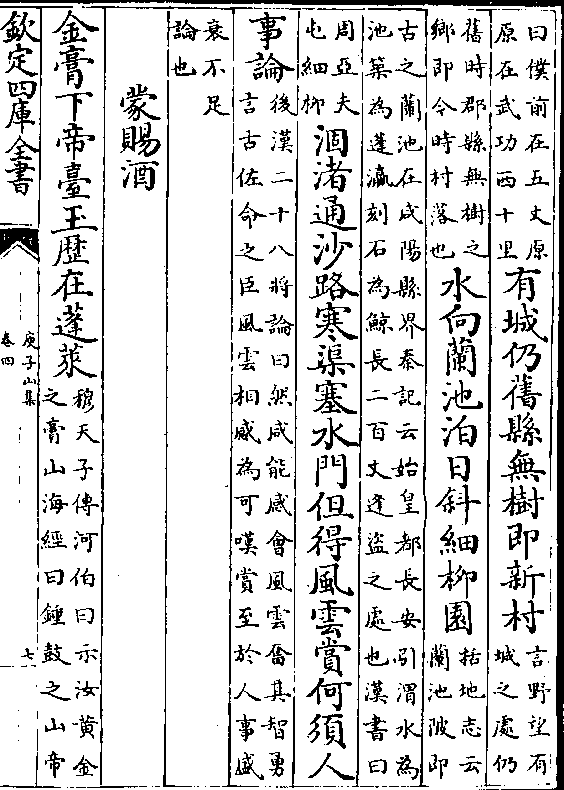 曰僕前在五丈原
原在武功西十里
有城仍舊縣無樹即新村
言野望有
城之處仍
舊時郡縣無樹之
鄉即今時村落也
水向蘭池泊日斜細柳園
括地志云
蘭池陂即
古之蘭池在咸陽縣界秦記云始皇都長安引渭水為
池築為蓬瀛刻石為鯨長二百丈逢盜之處也漢書曰
周亞夫
屯細柳
涸渚通沙路寒渠塞水門但得風雲賞何須人
事論
後漢二十八將論曰然咸能感會風雲奮其智勇
言古佐命之臣風雲相感為可嘆賞至於人事盛
衰不足
論也
蒙賜酒
金膏下帝臺王歷在蓬萊
穆天子傳河伯曰示汝黄金
之膏山海經曰鍾鼓之山帝
欽定四庫全書
庾子山集
卷四
七